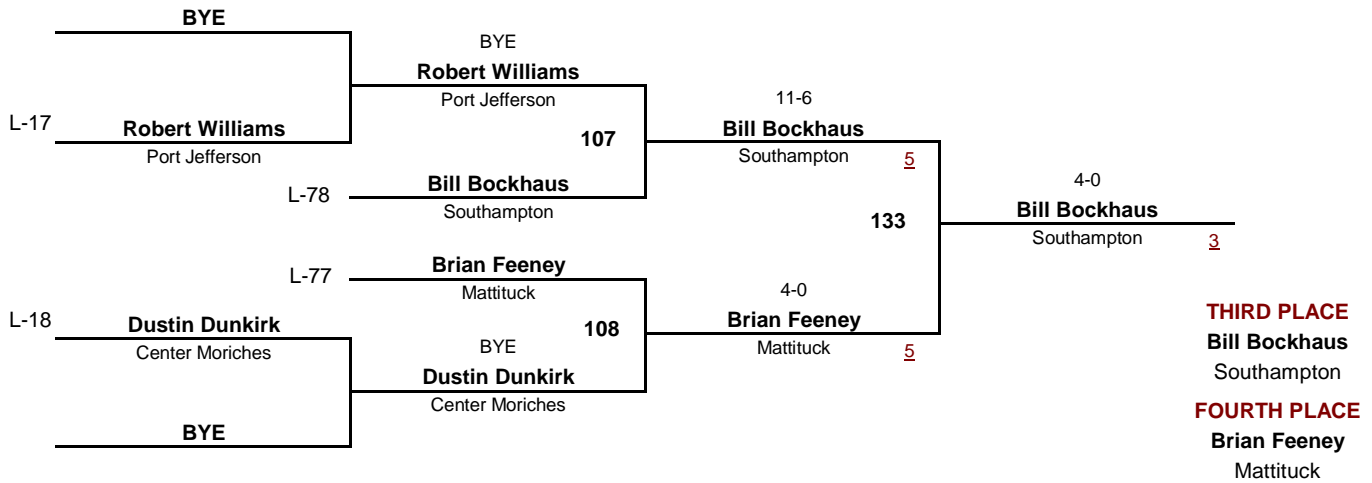 BYE
BYE
Robert Williams
Port Jefferson
L-17
Robert Williams
Port Jefferson
107
11-6
Bill Bockhaus
Southampton
5
L-78
Bill Bockhaus
Southampton
133
4-0
Bill Bockhaus
Southampton
3
L-77
Brian Feeney
Mattituck
L-18
Dustin Dunkirk
Center Moriches
108
4-0
Brian Feeney
Mattituck
5
BYE
Dustin Dunkirk
Center Moriches
BYE
THIRD PLACE
Bill Bockhaus
Southampton
FOURTH PLACE
Brian Feeney
Mattituck